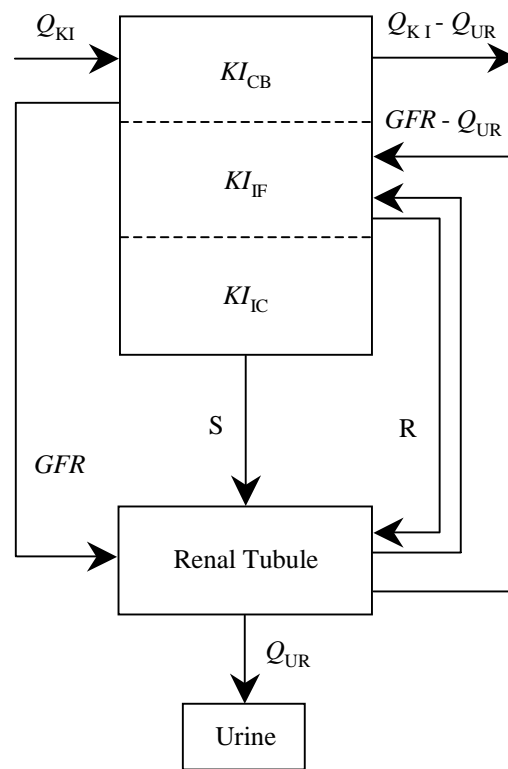 Q_KI
Q_K I - Q_UR
KI_CB
GFR - Q_UR
KI_IF
KI_IC
S
R
GFR
Renal Tubule
Q_UR
Urine